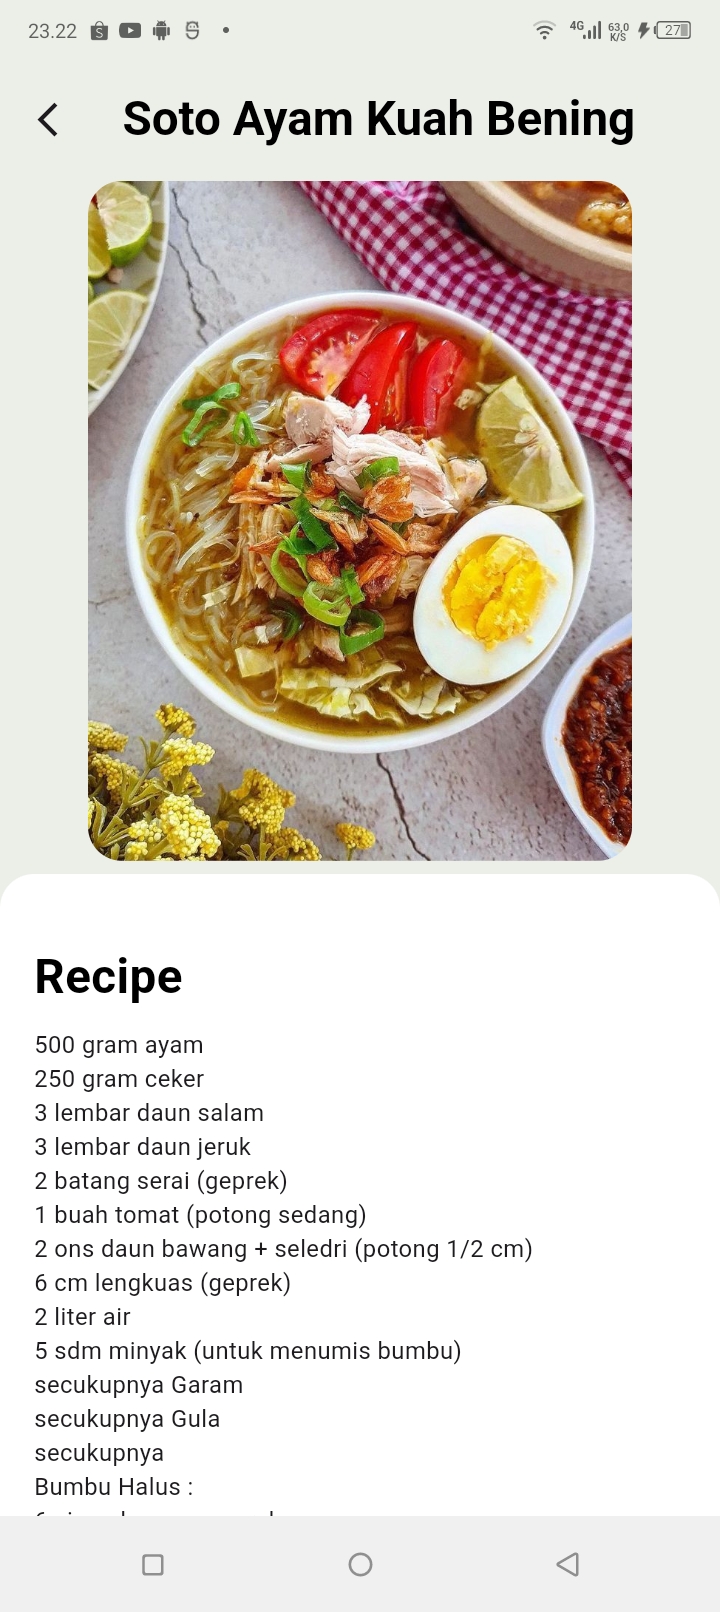 23.22
4G
63,0
K/S
27
Soto Ayam Kuah Bening
Recipe
500 gram ayam
250 gram ceker
3 lembar daun salam
3 lembar daun jeruk
2 batang serai (geprek)
1 buah tomat (potong sedang)
2 ons daun bawang + seledri (potong 1/2 cm)
6 cm lengkuas (geprek)
2 liter air
5 sdm minyak (untuk menumis bumbu)
secukupnya Garam
secukupnya Gula
secukupnya
Bumbu Halus :